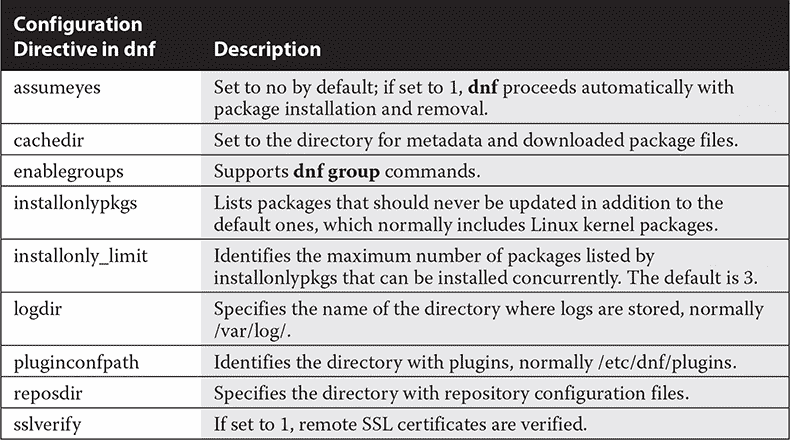 Configuration
Directive in dnf Description
assumeyes Set to no by default; if set to 1, dnf proceeds automatically with
package installation and removal.
cachedir Set to the directory for metadata and downloaded package files.
enablegroups Supports dnf group commands.
installonlypkgs Lists packages that should never be updated in addition to the
default ones, which normally includes Linux kernel packages.
installonly_limit Identifies the maximum number of packages listed by
installonlypkgs that can be installed concurrently. The default is 3.
logdir Specifies the name of the directory where logs are stored, normally
/var/log/.
pluginconfpath Identifies the directory with plugins, normally /etc/dnf/plugins.
reposdir Specifies the directory with repository configuration files.
sslverify If set to 1, remote SSL certificates are verified.